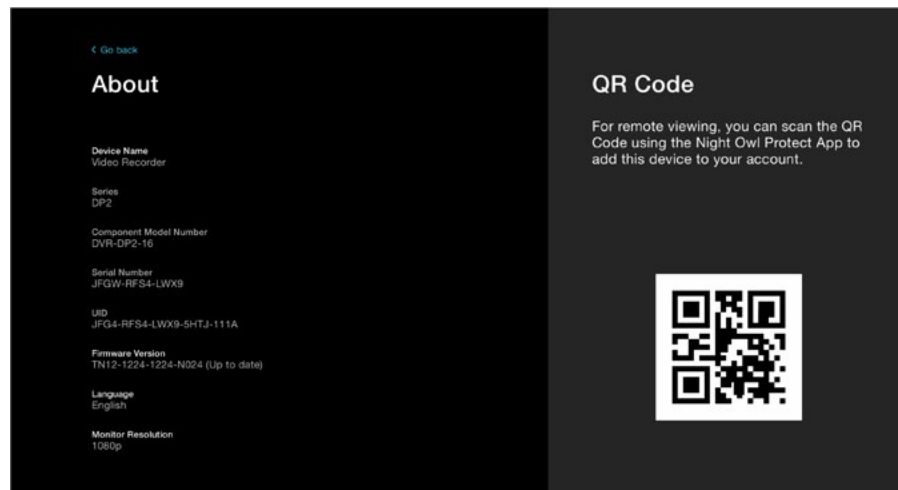 Go back
About
Device Name
Video Recorder
Series
DP2
Component Model Number
DVR-DP2-16
Serial Number
JFGW-RFS4-LWX9
UID
JFG4-RFS4-LWX9-5HTJ-111A
Firmware Version
TN12-1224-1224-N024 (Up to date)
Language
English
Monitor Resolution
1080p
QR Code
For remote viewing, you can scan the QR
Code using the Night Owl Protect App to
add this device to your account.